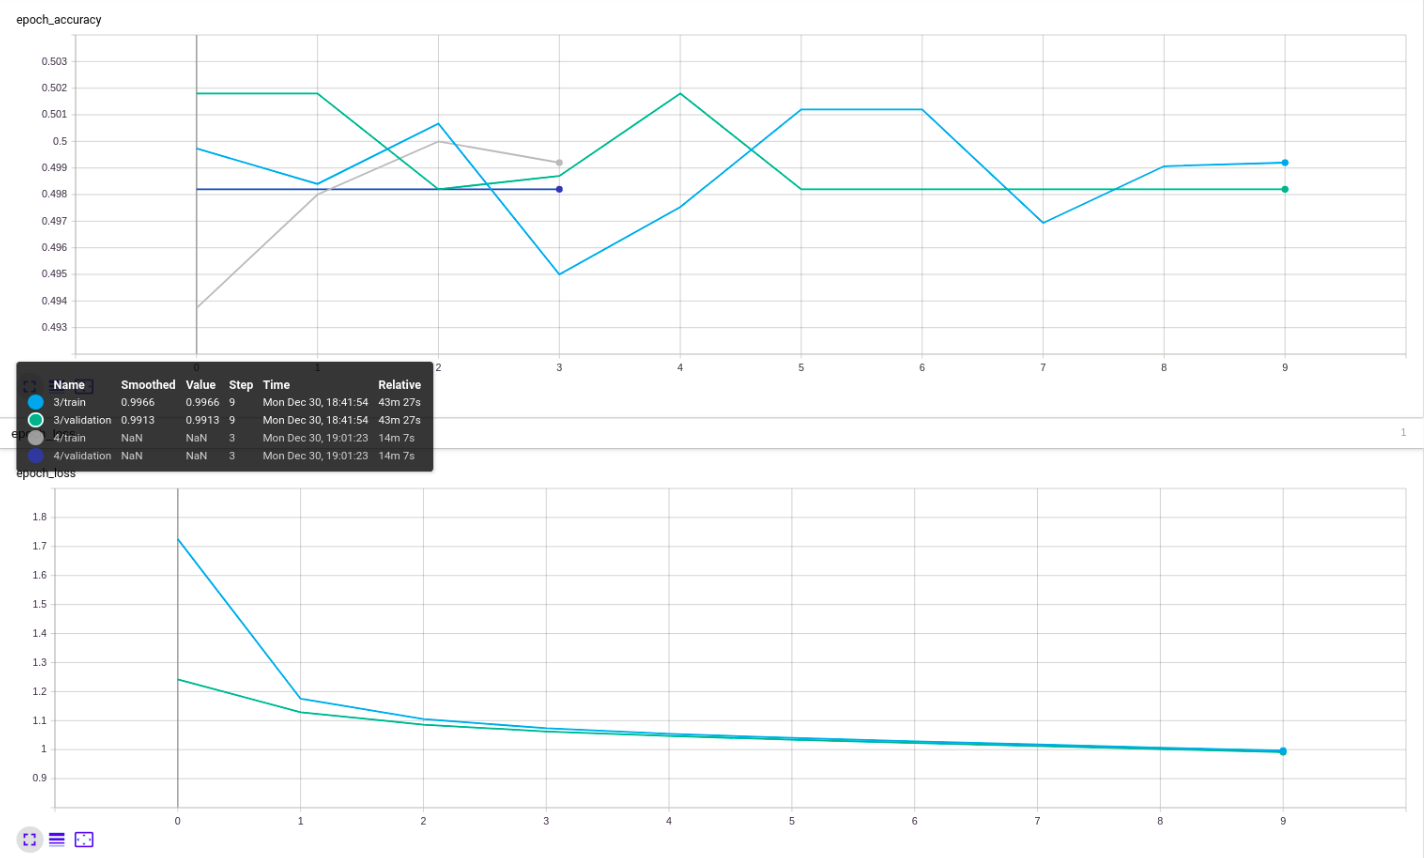 epoch_accuracy
0.503
0.502
0.501
0.5
0.499
0.498
0.497
0.496
0.495
0.494
0.493
0 1 2 3 4 5 6 7 8 9
Name Smoothed Value Step Time Relative
3/train 0.9966 0.9966 9 Mon Dec 30, 18:41:54 43m 27s
3/validation 0.9913 0.9913 9 Mon Dec 30, 18:41:54 43m 27s
4/train NaN NaN 3 Mon Dec 30, 19:01:23 14m 7s
4/validation NaN NaN 3 Mon Dec 30, 19:01:23 14m 7s
epoch_loss 1
epoch_loss
1.8
1.7
1.6
1.5
1.4
1.3
1.2
1.1
1
0.9
0 1 2 3 4 5 6 7 8 9